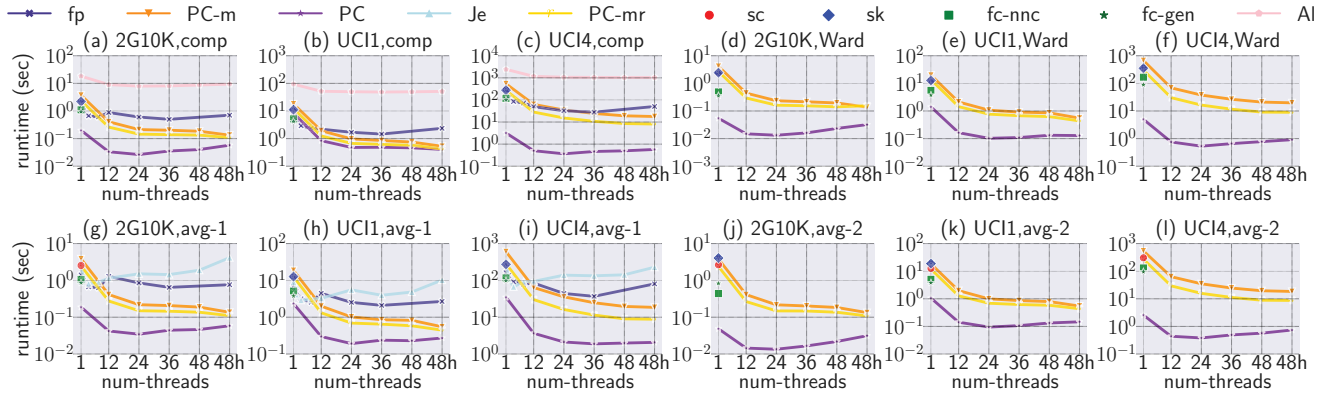 fp PC-m PC Je PC-mr sc sk fc-nnc fc-gen Al
(a) 2G10K,comp (b) UCI1,comp (c) UCI4,comp (d) 2G10K,Ward (e) UCI1,Ward (f) UCI4,Ward
runtime (sec)
10^2 10^1 10^0 10^-1 10^-2
10^2 10^1 10^0 10^-1
10^4 10^3 10^2 10^1 10^0 10^-1
10^1 10^0 10^-1 10^-2 10^-3
10^2 10^1 10^0 10^-1 10^-2
10^3 10^2 10^1 10^0 10^-1
1 12 24 36 48 48h 1 12 24 36 48 48h 1 12 24 36 48 48h 1 12 24 36 48 48h 1 12 24 36 48 48h 1 12 24 36 48 48h
num-threads num-threads num-threads num-threads num-threads num-threads
(g) 2G10K,avg-1 (h) UCI1,avg-1 (i) UCI4,avg-1 (j) 2G10K,avg-2 (k) UCI1,avg-2 (l) UCI4,avg-2
runtime (sec)
10^1 10^0 10^-1 10^-2
10^2 10^1 10^0 10^-1
10^3 10^2 10^1 10^0
10^1 10^0 10^-1 10^-2
10^2 10^1 10^0 10^-1 10^-2
10^3 10^2 10^1 10^0 10^-1
1 12 24 36 48 48h 1 12 24 36 48 48h 1 12 24 36 48 48h 1 12 24 36 48 48h 1 12 24 36 48 48h 1 12 24 36 48 48h
num-threads num-threads num-threads num-threads num-threads num-threads